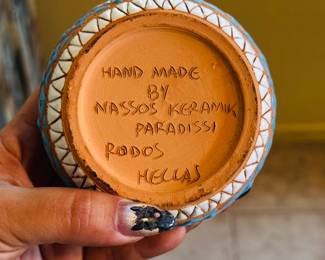 HAND MADE
BY
NASSOS KERAMIK
PARADISSI
RODOS
HELLAS